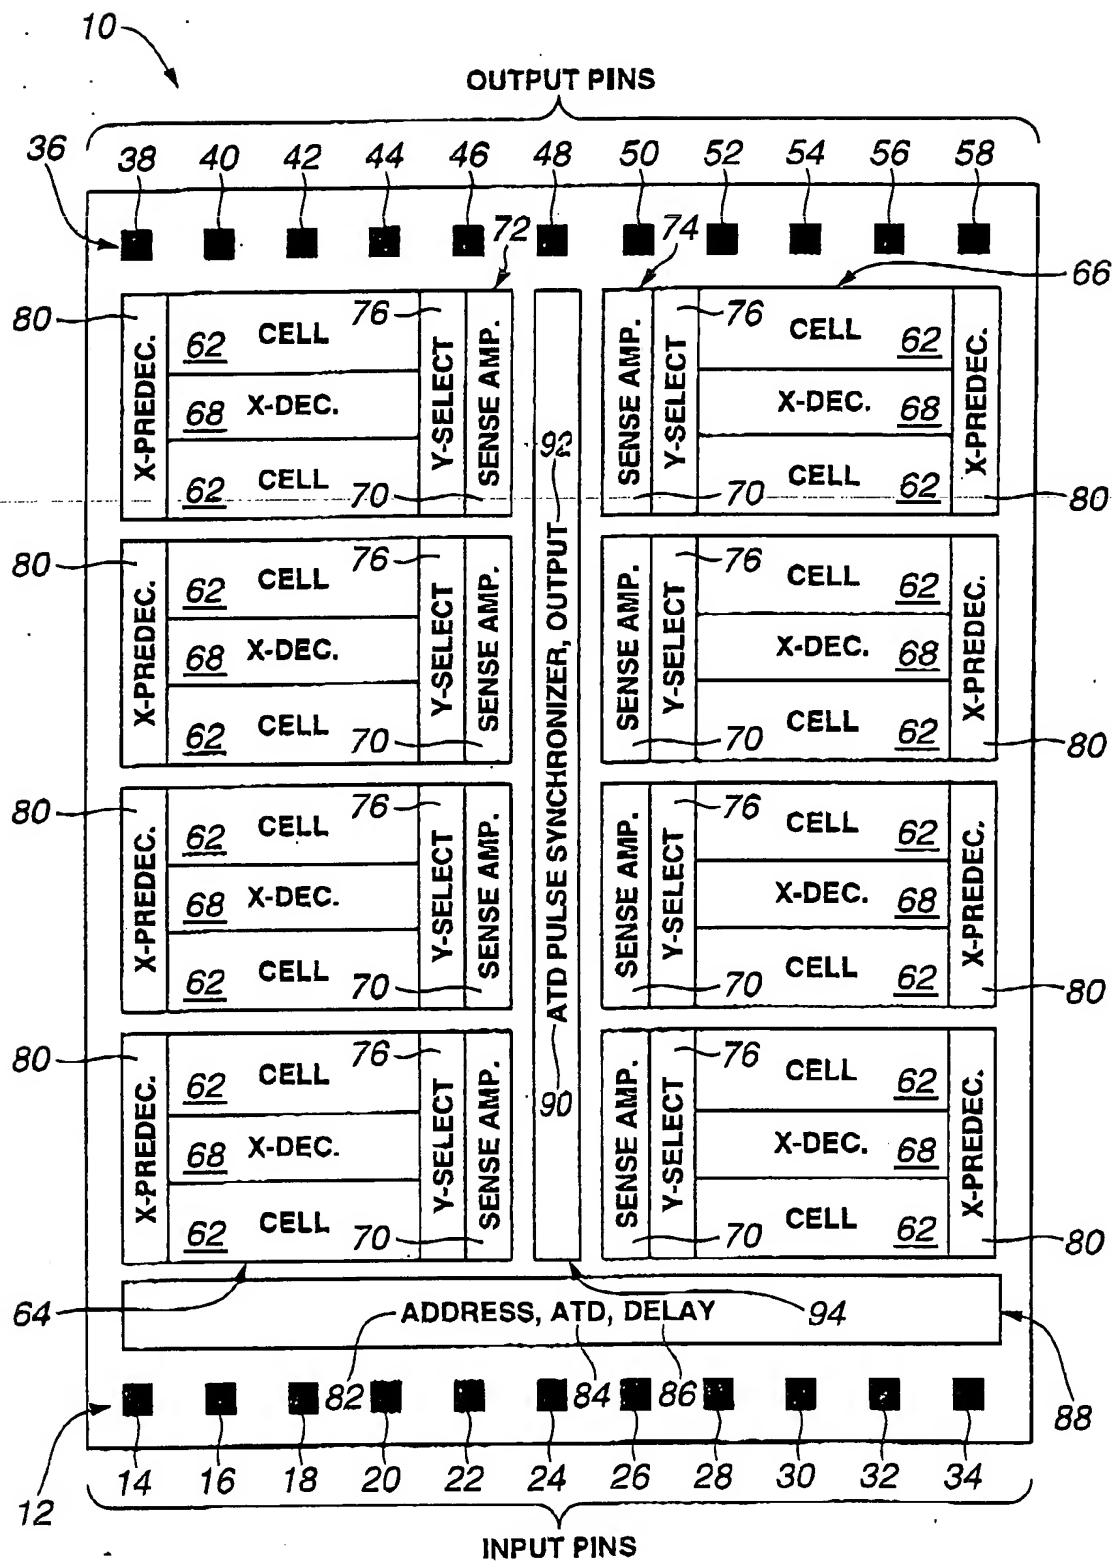 10
OUTPUT PINS
36 38 40 42 44 46 48 50 52 54 56 58
72 74 66
80 X-PREDEC. 62 CELL 76 Y-SELECT SENSE AMP. SENSE AMP. Y-SELECT 76 CELL 62 X-PREDEC.
68 X-DEC. X-DEC. 68
62 CELL 70 70 CELL 62 80
80 X-PREDEC. 62 CELL 76 Y-SELECT SENSE AMP. SENSE AMP. Y-SELECT 76 CELL 62 X-PREDEC.
68 X-DEC. X-DEC. 68
62 CELL 70 70 CELL 62 80
80 X-PREDEC. 62 CELL 76 Y-SELECT SENSE AMP. SENSE AMP. Y-SELECT 76 CELL 62 X-PREDEC.
68 X-DEC. X-DEC. 68
62 CELL 70 70 CELL 62 80
80 X-PREDEC. 62 CELL 76 Y-SELECT SENSE AMP. SENSE AMP. Y-SELECT 76 CELL 62 X-PREDEC.
68 X-DEC. X-DEC. 68
62 CELL 70 70 CELL 62 80
92
ATD PULSE SYNCHRONIZER, OUTPUT
90
64 ADDRESS, ATD, DELAY 94
82 84 86 88
12 14 16 18 20 22 24 26 28 30 32 34
INPUT PINS